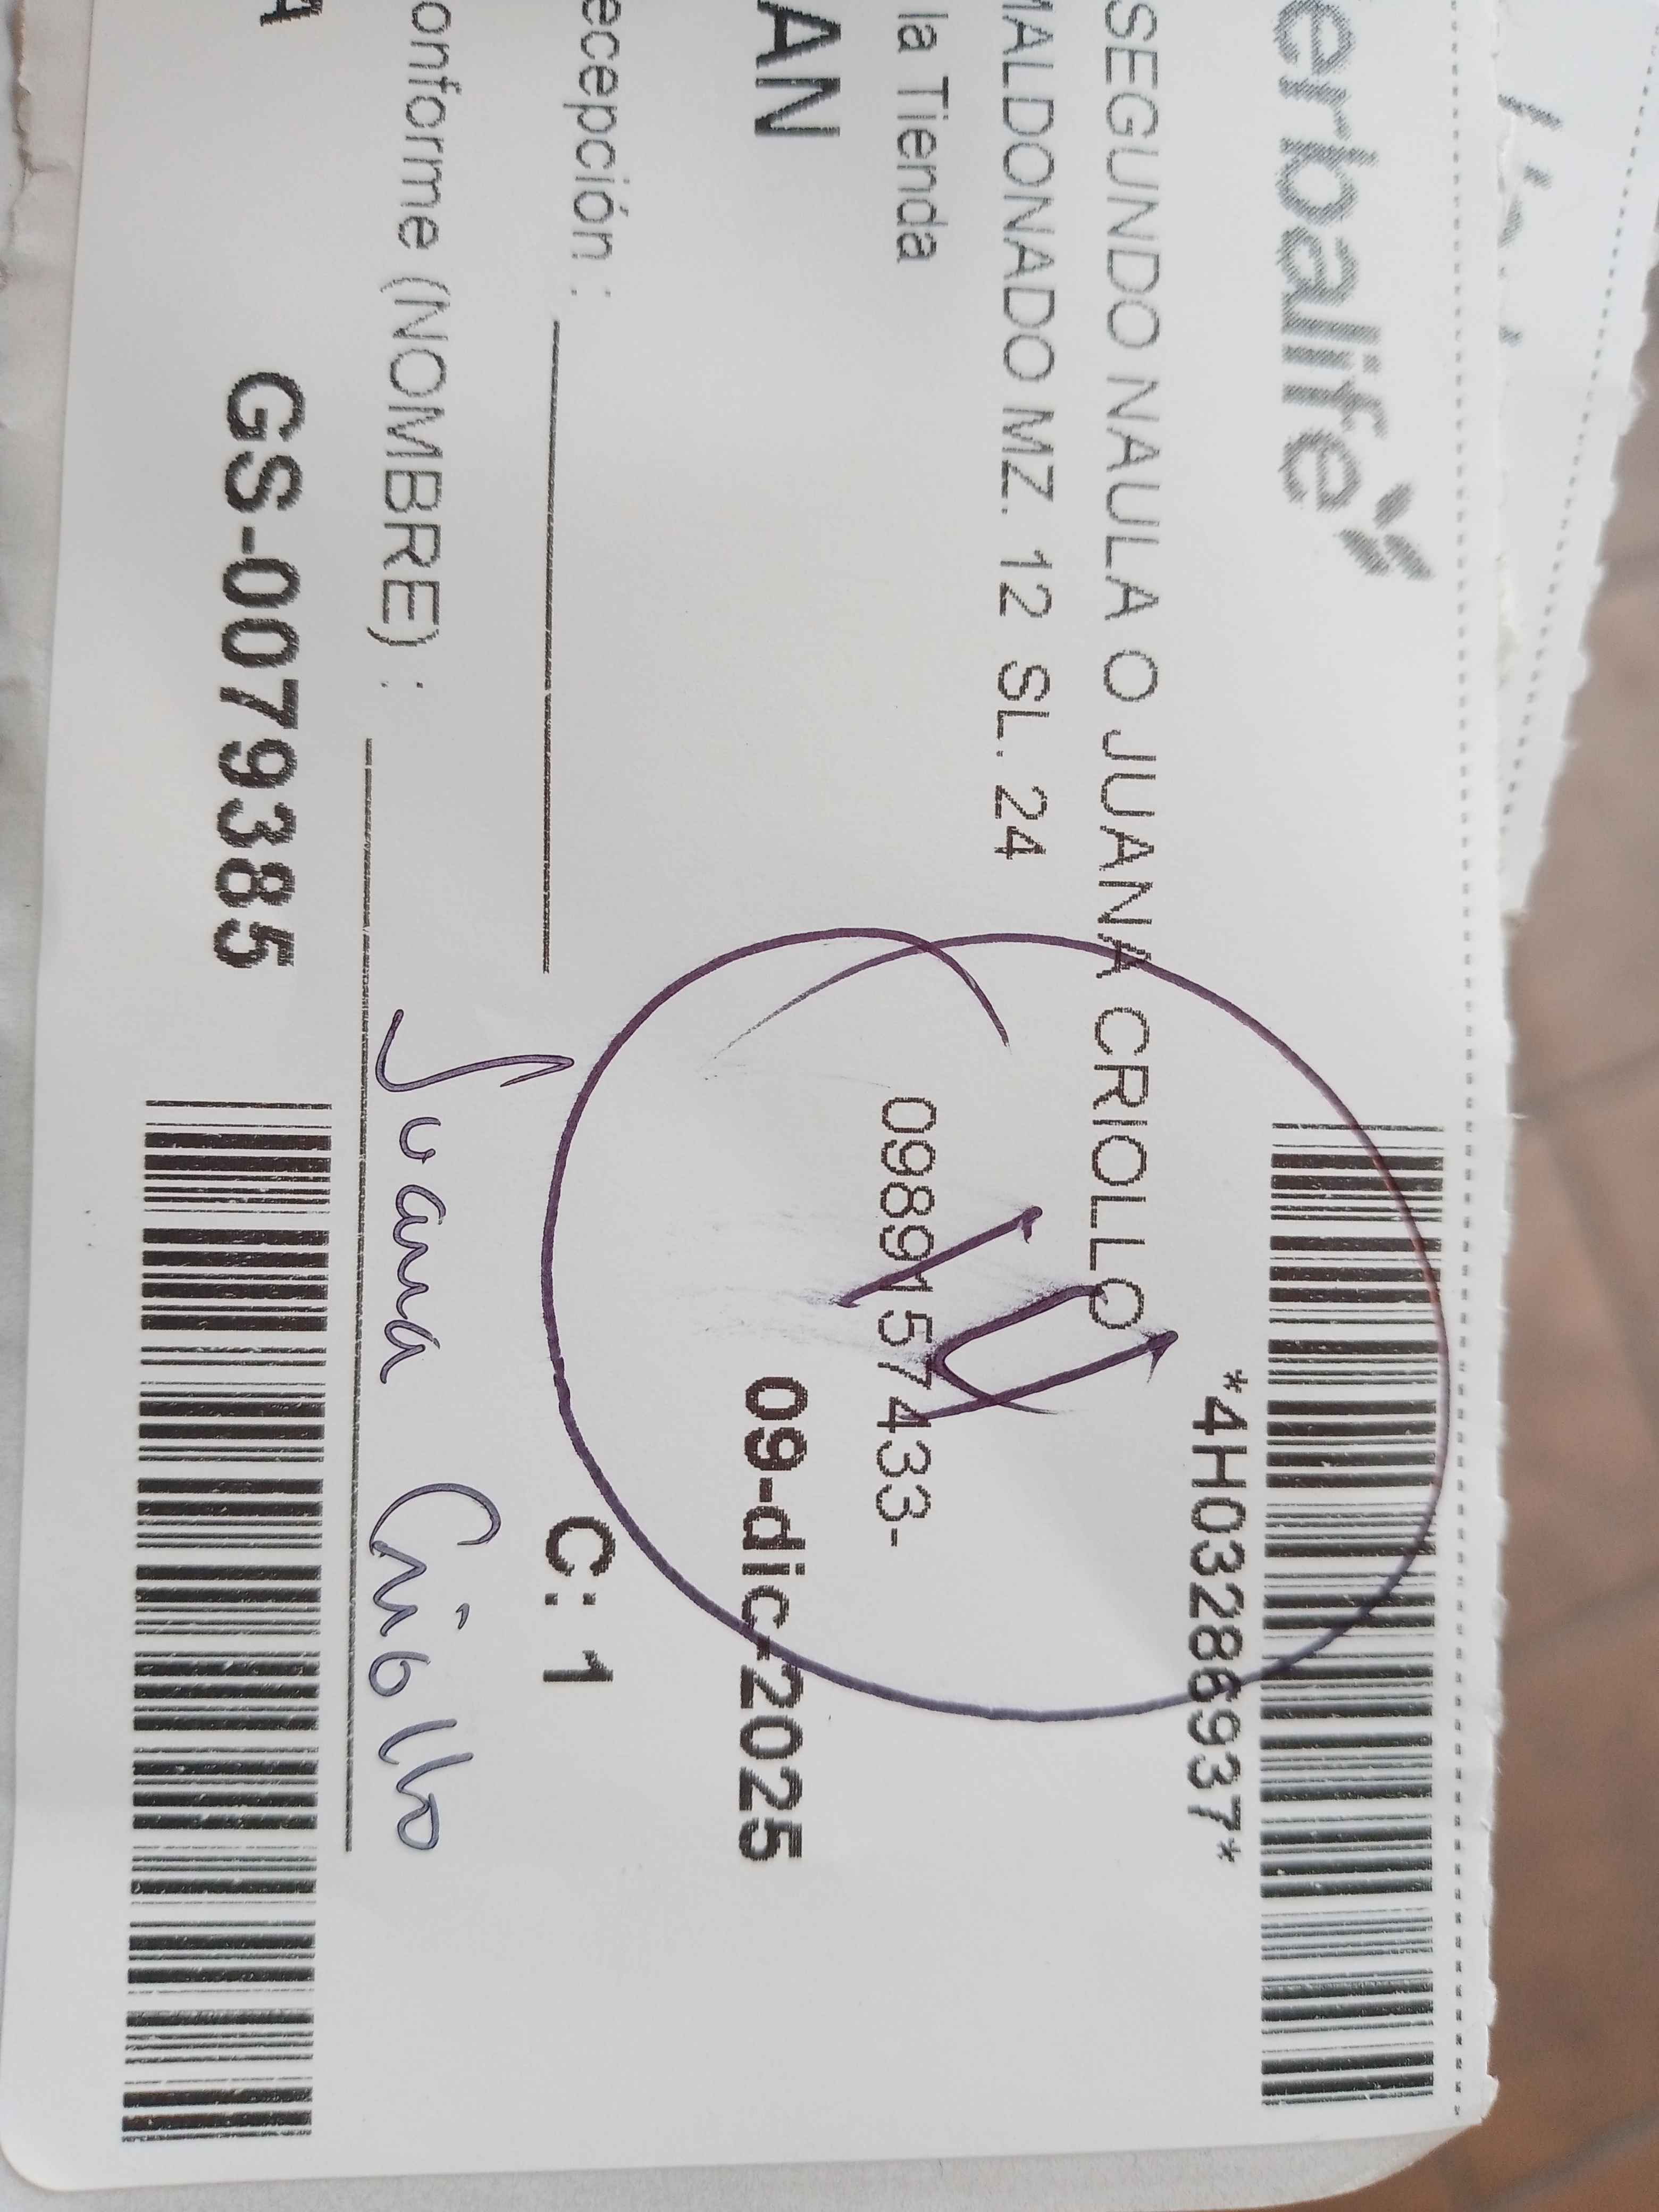 erbalife
*4H03286937*
SEGUNDO NAULA O JUANA CRIOLLO
MALDONADO MZ. 12 SL. 24
la Tienda 0989157433-
AN 09-dic-2025
ecepción : C: 1
onforme (NOMBRE) : Juana Criollo
GS-0079385
A